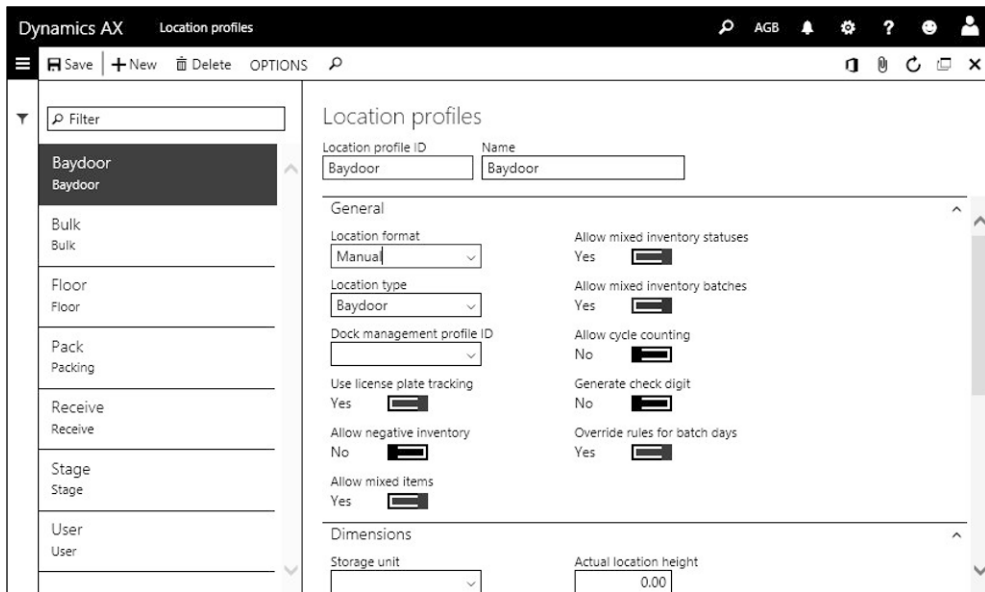 Dynamics AX Location profiles AGB ?
Save New Delete OPTIONS
Filter
Baydoor
Baydoor
Bulk
Bulk
Floor
Floor
Pack
Packing
Receive
Receive
Stage
Stage
User
User
Location profiles
Location profile ID Name
Baydoor Baydoor
General
Location format
Manual
Location type
Baydoor
Dock management profile ID
Use license plate tracking
Yes
Allow negative inventory
No
Allow mixed items
Yes
Allow mixed inventory statuses
Yes
Allow mixed inventory batches
Yes
Allow cycle counting
No
Generate check digit
No
Override rules for batch days
Yes
Dimensions
Storage unit
Actual location height
0.00